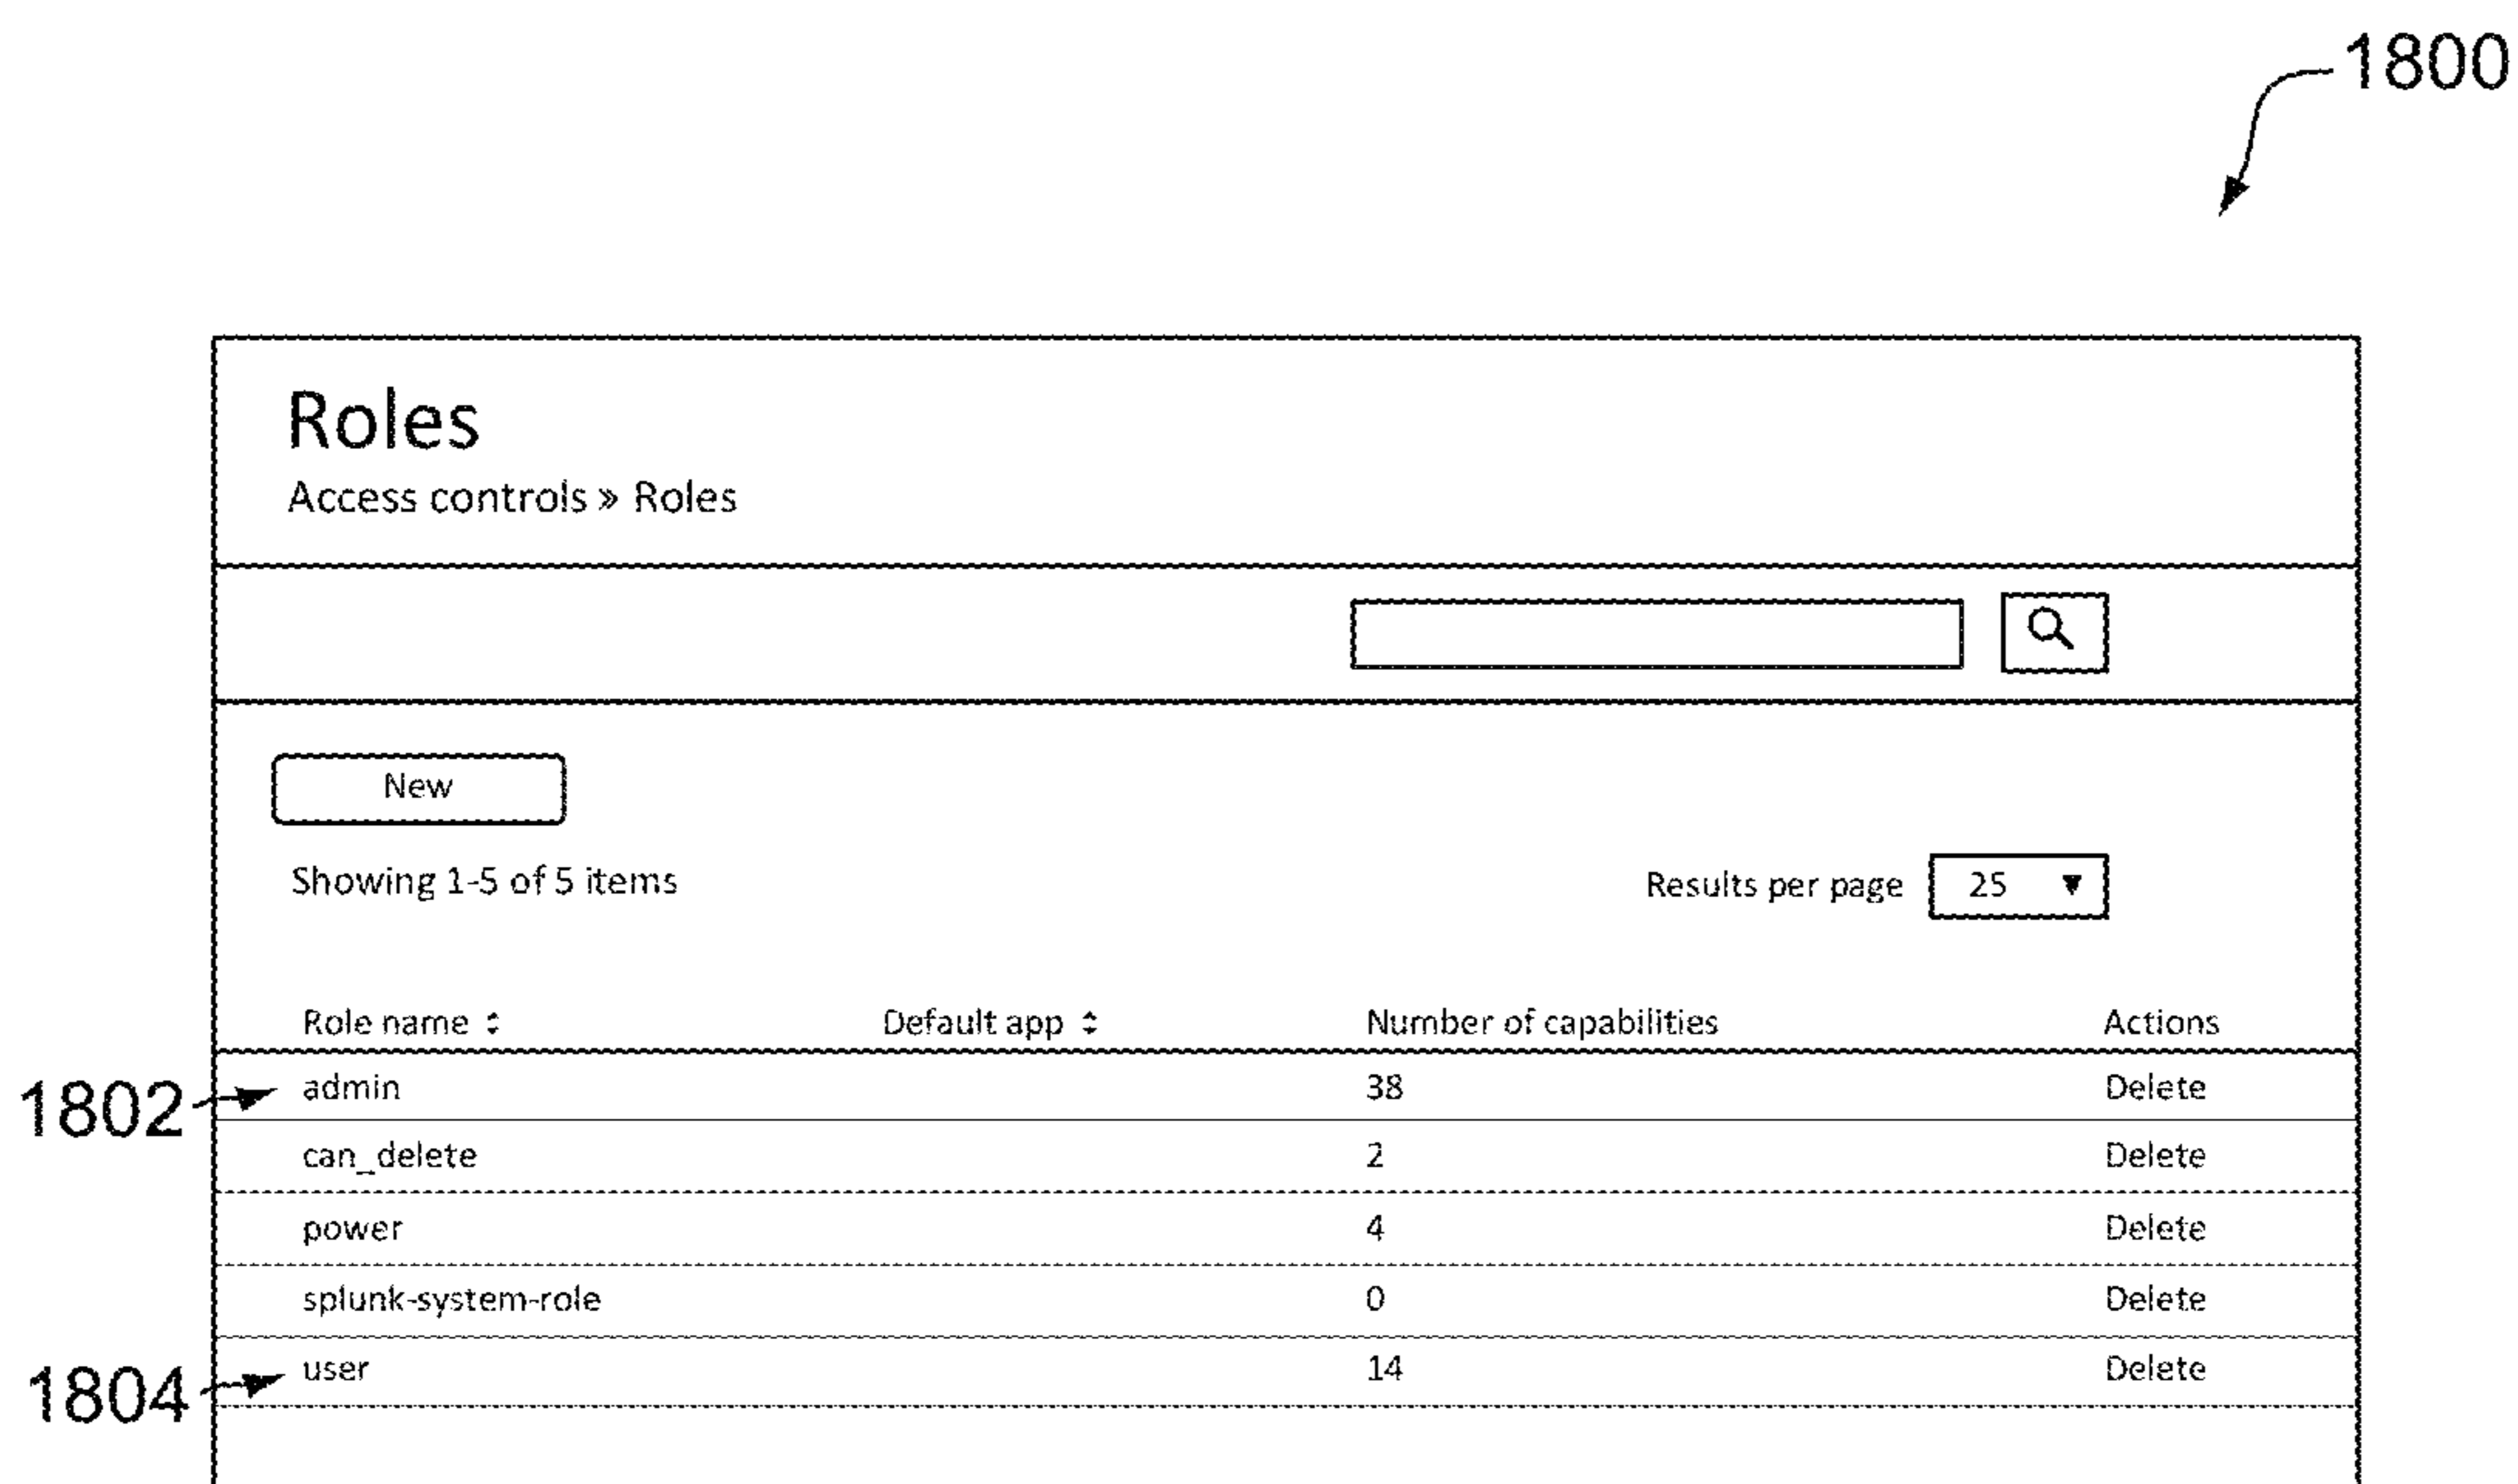 1800
Roles
Access controls » Roles
New
Showing 1-5 of 5 items
Results per page 25
Role name Default app Number of capabilities Actions
1802 admin 38 Delete
can_delete 2 Delete
power 4 Delete
splunk-system-role 0 Delete
1804 user 14 Delete